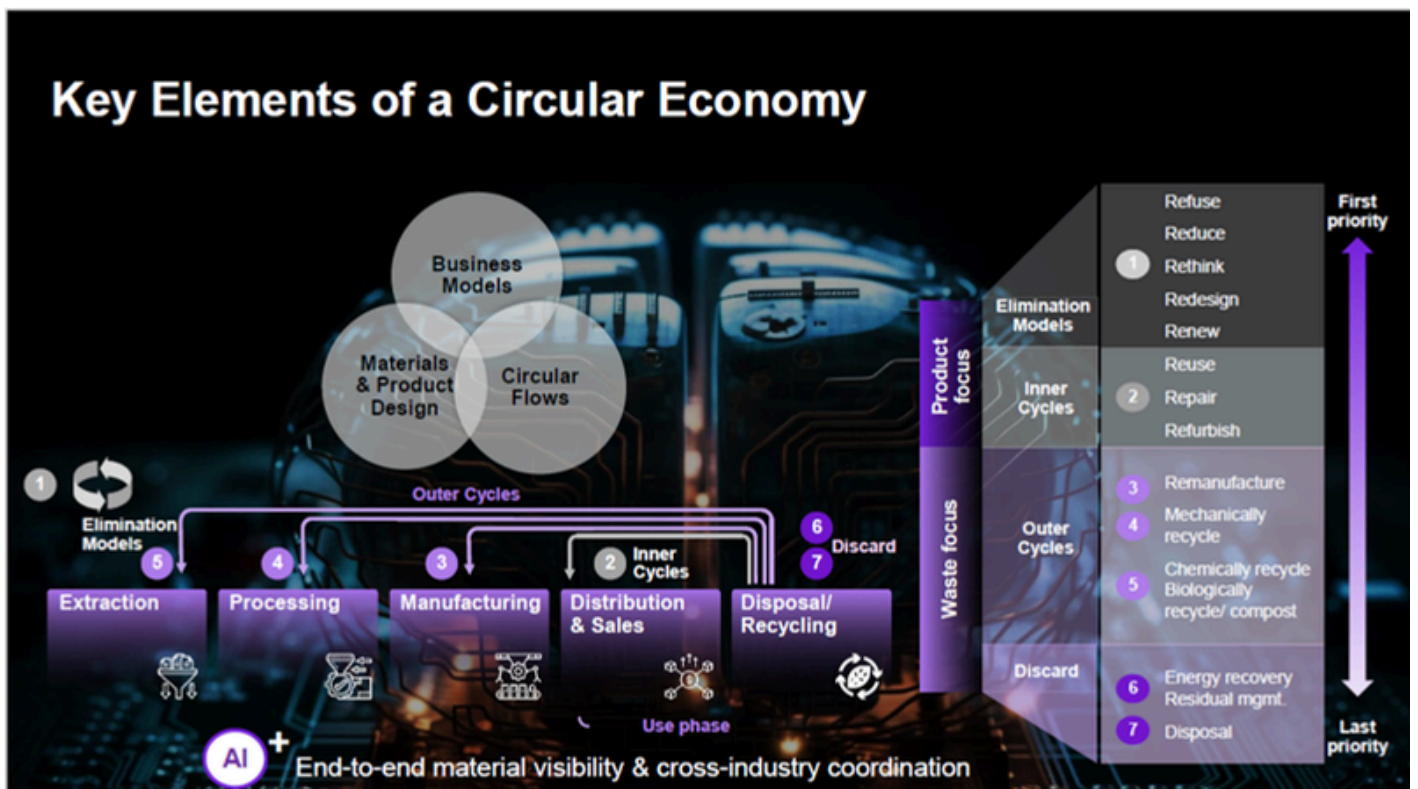 Key Elements of a Circular Economy
Business
Models
Materials
& Product
Design
Circular
Flows
1
Elimination
Models
Outer Cycles
5
4
3
2
Inner
Cycles
6
7
Discard
Extraction
Processing
Manufacturing
Distribution
& Sales
Disposal/
Recycling
Use phase
AI
+
End-to-end material visibility & cross-industry coordination
Product
focus
Waste focus
Elimination
Models
Inner
Cycles
Outer
Cycles
Discard
1
Refuse
Reduce
Rethink
Redesign
Renew
2
Reuse
Repair
Refurbish
3
Remanufacture
4
Mechanically
recycle
5
Chemically recycle
Biologically
recycle/ compost
6
Energy recovery
Residual mgmt.
7
Disposal
First
priority
Last
priority